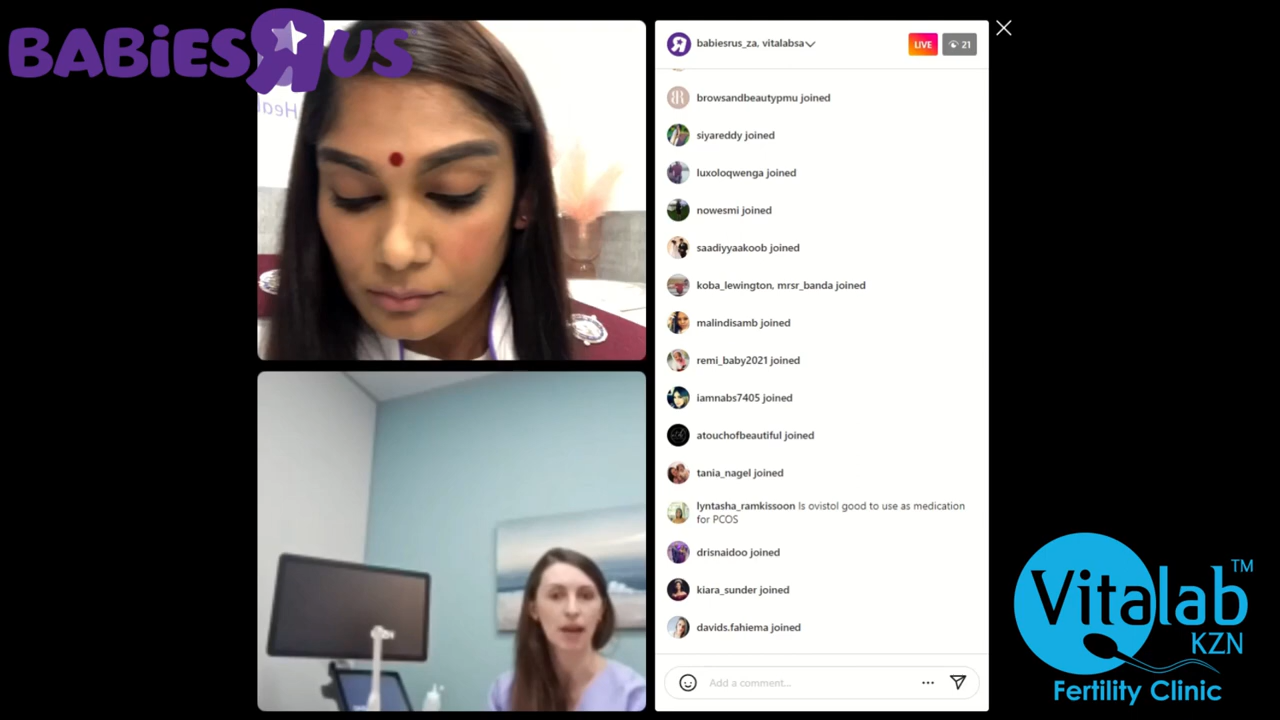 BABIESRUS
Hea
babiesrus_za, vitalabsa
LIVE
21
browsandbeautypmu joined
siyareddy joined
luxoloqwenga joined
nowesmi joined
saadiyyaakoob joined
koba_lewington, mrsr_banda joined
malindisamb joined
remi_baby2021 joined
iamnabs7405 joined
atouchofbeautiful joined
tania_nagel joined
lyntasha_ramkissoon Is ovistol good to use as medication
for PCOS
drisnaidoo joined
kiara_sunder joined
davids.fahiema joined
Add a comment...
Vitalab™
KZN
Fertility Clinic